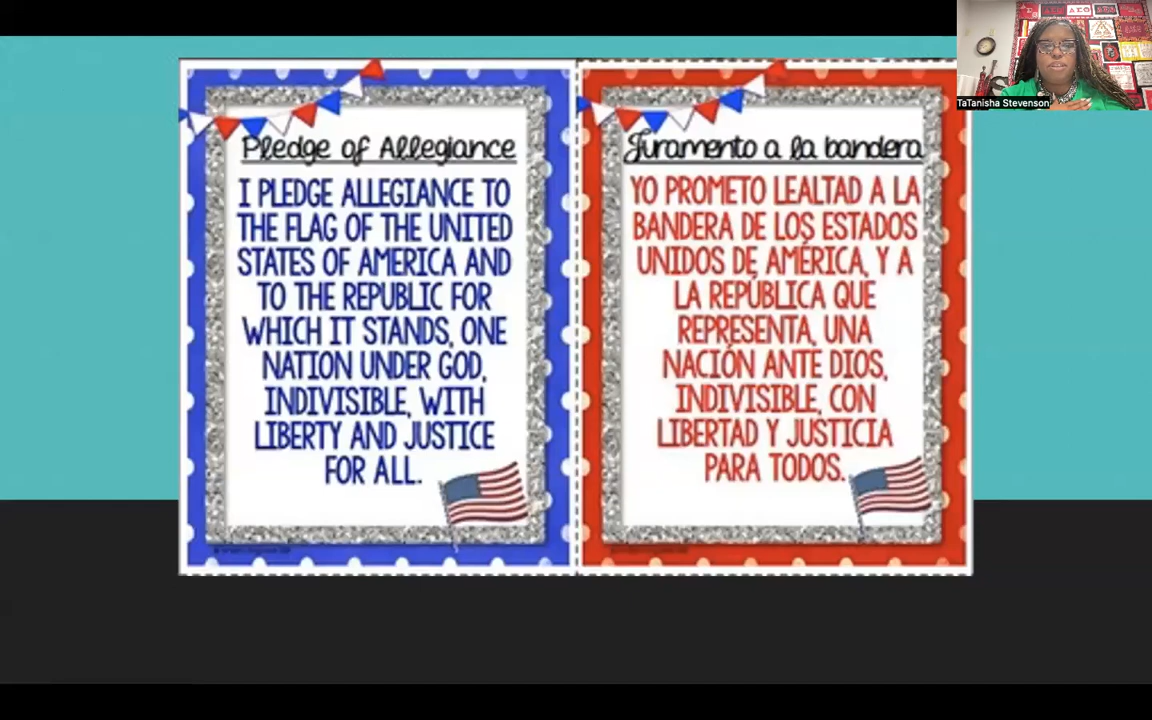 TaTanisha Stevenson
Pledge of Allegiance
I PLEDGE ALLEGIANCE TO
THE FLAG OF THE UNITED
STATES OF AMERICA AND
TO THE REPUBLIC FOR
WHICH IT STANDS, ONE
NATION UNDER GOD,
INDIVISIBLE, WITH
LIBERTY AND JUSTICE
FOR ALL.
Juramento a la bandera
YO PROMETO LEALTAD A LA
BANDERA DE LOS ESTADOS
UNIDOS DE AMÉRICA, Y A
LA REPÚBLICA QUE
REPRESENTA, UNA
NACIÓN ANTE DIOS,
INDIVISIBLE, CON
LIBERTAD Y JUSTICIA
PARA TODOS.